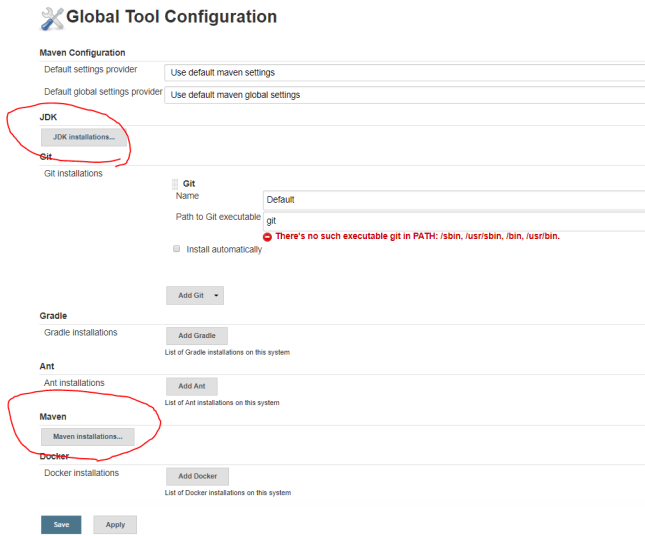 Global Tool Configuration
Maven Configuration
Default settings provider
Use default maven settings
Default global settings provider
Use default maven global settings
JDK
JDK installations...
Git
Git installations
Git
Name
Default
Path to Git executable
git
There's no such executable git in PATH: /sbin, /usr/sbin, /bin, /usr/bin.
Install automatically
Add Git
Gradle
Gradle installations
Add Gradle
List of Gradle installations on this system
Ant
Ant installations
Add Ant
List of Ant installations on this system
Maven
Maven installations...
Docker
Docker installations
Add Docker
List of Docker installations on this system
Save
Apply